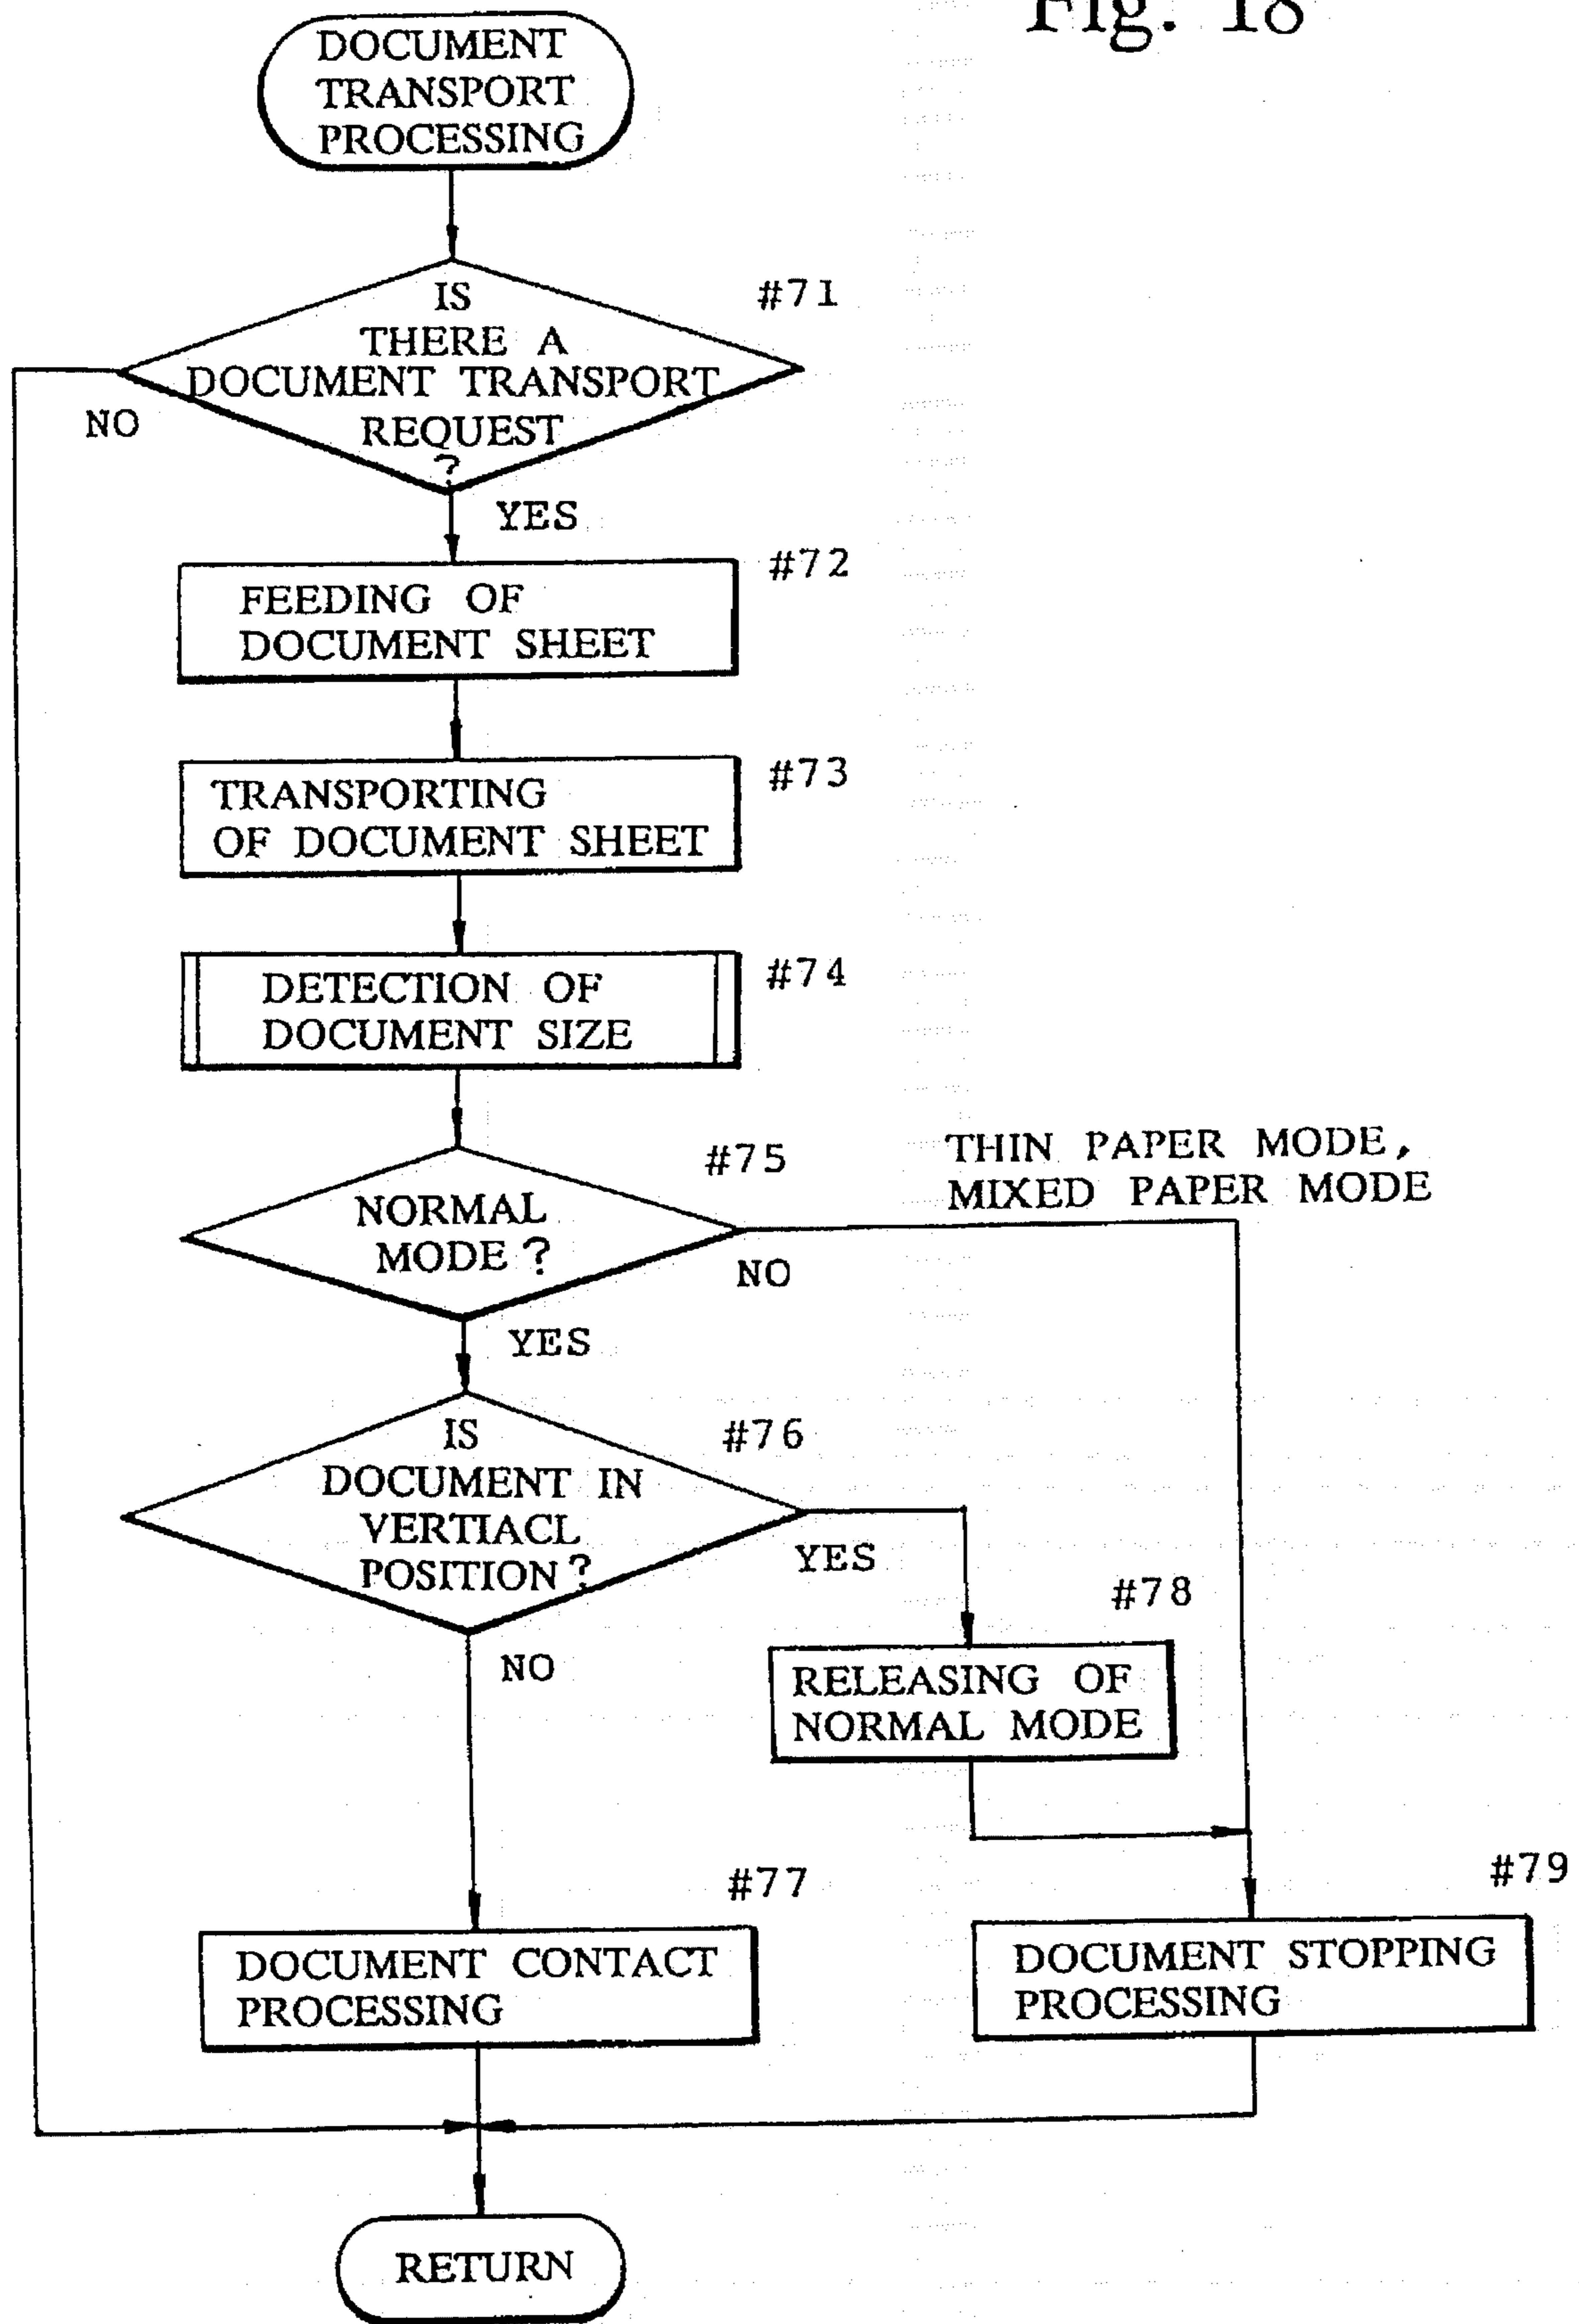 Fig. 18
DOCUMENT
TRANSPORT
PROCESSING
#71
IS
THERE A
DOCUMENT TRANSPORT
REQUEST
?
NO
YES
#72
FEEDING OF
DOCUMENT SHEET
#73
TRANSPORTING
OF DOCUMENT SHEET
#74
DETECTION OF
DOCUMENT SIZE
#75
NORMAL
MODE ?
THIN PAPER MODE,
MIXED PAPER MODE
NO
YES
#76
IS
DOCUMENT IN
VERTIACL
POSITION ?
YES
NO
#78
RELEASING OF
NORMAL MODE
#77
DOCUMENT CONTACT
PROCESSING
#79
DOCUMENT STOPPING
PROCESSING
RETURN